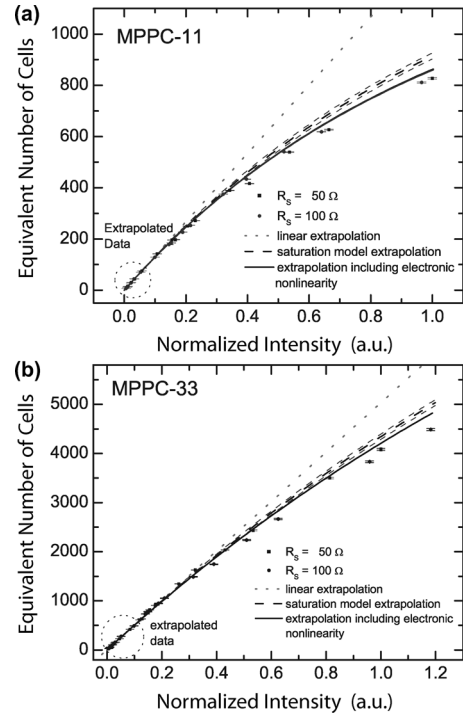 (a)
MPPC-11
Equivalent Number of Cells
1000
800
600
400
200
0
Extrapolated
Data
Rs = 50 Ω
Rs = 100 Ω
linear extrapolation
saturation model extrapolation
extrapolation including electronic
nonlinearity
0.0 0.2 0.4 0.6 0.8 1.0
Normalized Intensity (a.u.)
(b)
MPPC-33
Equivalent Number of Cells
5000
4000
3000
2000
1000
0
extrapolated
data
Rs = 50 Ω
Rs = 100 Ω
linear extrapolation
saturation model extrapolation
extrapolation including electronic
nonlinearity
0.0 0.2 0.4 0.6 0.8 1.0 1.2
Normalized Intensity (a.u.)